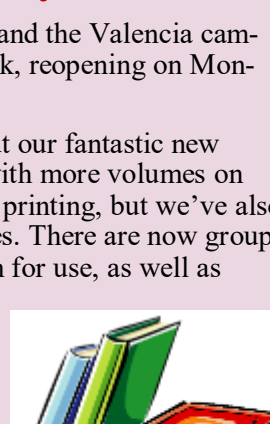 and the Valencia cam-
k, reopening on Mon-
t our fantastic new
with more volumes on
printing, but we've also
es. There are now group
for use, as well as